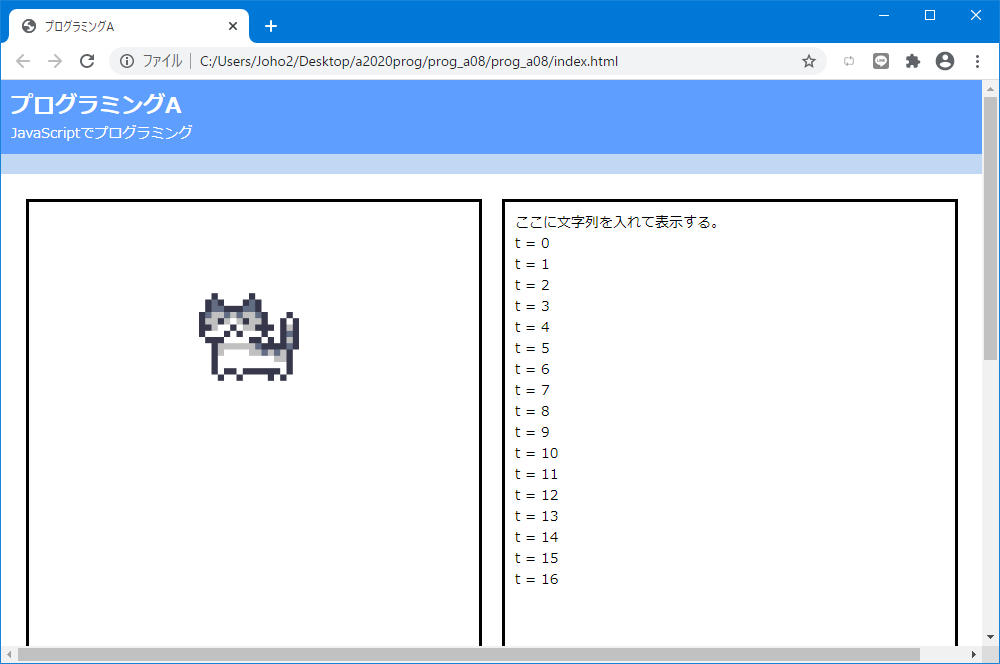 プログラミングA
ファイル
C:/Users/Joho2/Desktop/a2020prog/prog_a08/prog_a08/index.html
プログラミングA
JavaScriptでプログラミング
ここに文字列を入れて表示する。
t = 0
t = 1
t = 2
t = 3
t = 4
t = 5
t = 6
t = 7
t = 8
t = 9
t = 10
t = 11
t = 12
t = 13
t = 14
t = 15
t = 16